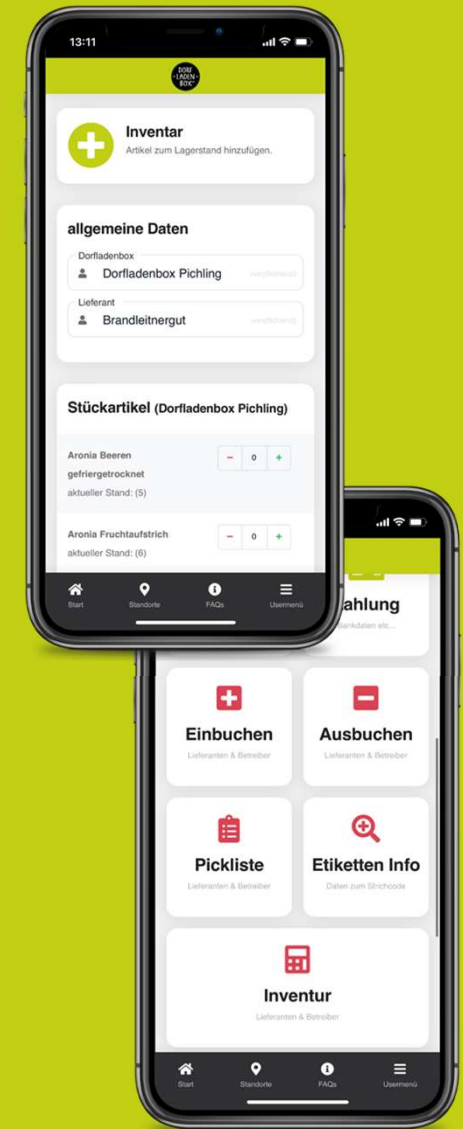 13:11
DORF
-LADEN-
BOX
Inventar
Artikel zum Lagerstand hinzufügen.
allgemeine Daten
Dorfladenbox
Dorfladenbox Pichling
Lieferant
Brandleitnergut
Stückartikel (Dorfladenbox Pichling)
Aronia Beeren
gefriergetrocknet
aktueller Stand: (5)
− 0 +
Aronia Fruchtaufstrich
aktueller Stand: (6)
− 0 +
Start
Standorte
FAQs
Usermenü
ahlung
Bankdaten etc...
Einbuchen
Lieferanten & Betreiber
Ausbuchen
Lieferanten & Betreiber
Pickliste
Lieferanten & Betreiber
Etiketten Info
Daten zum Strichcode
Inventur
Lieferanten & Betreiber
Start
Standorte
FAQs
Usermenü